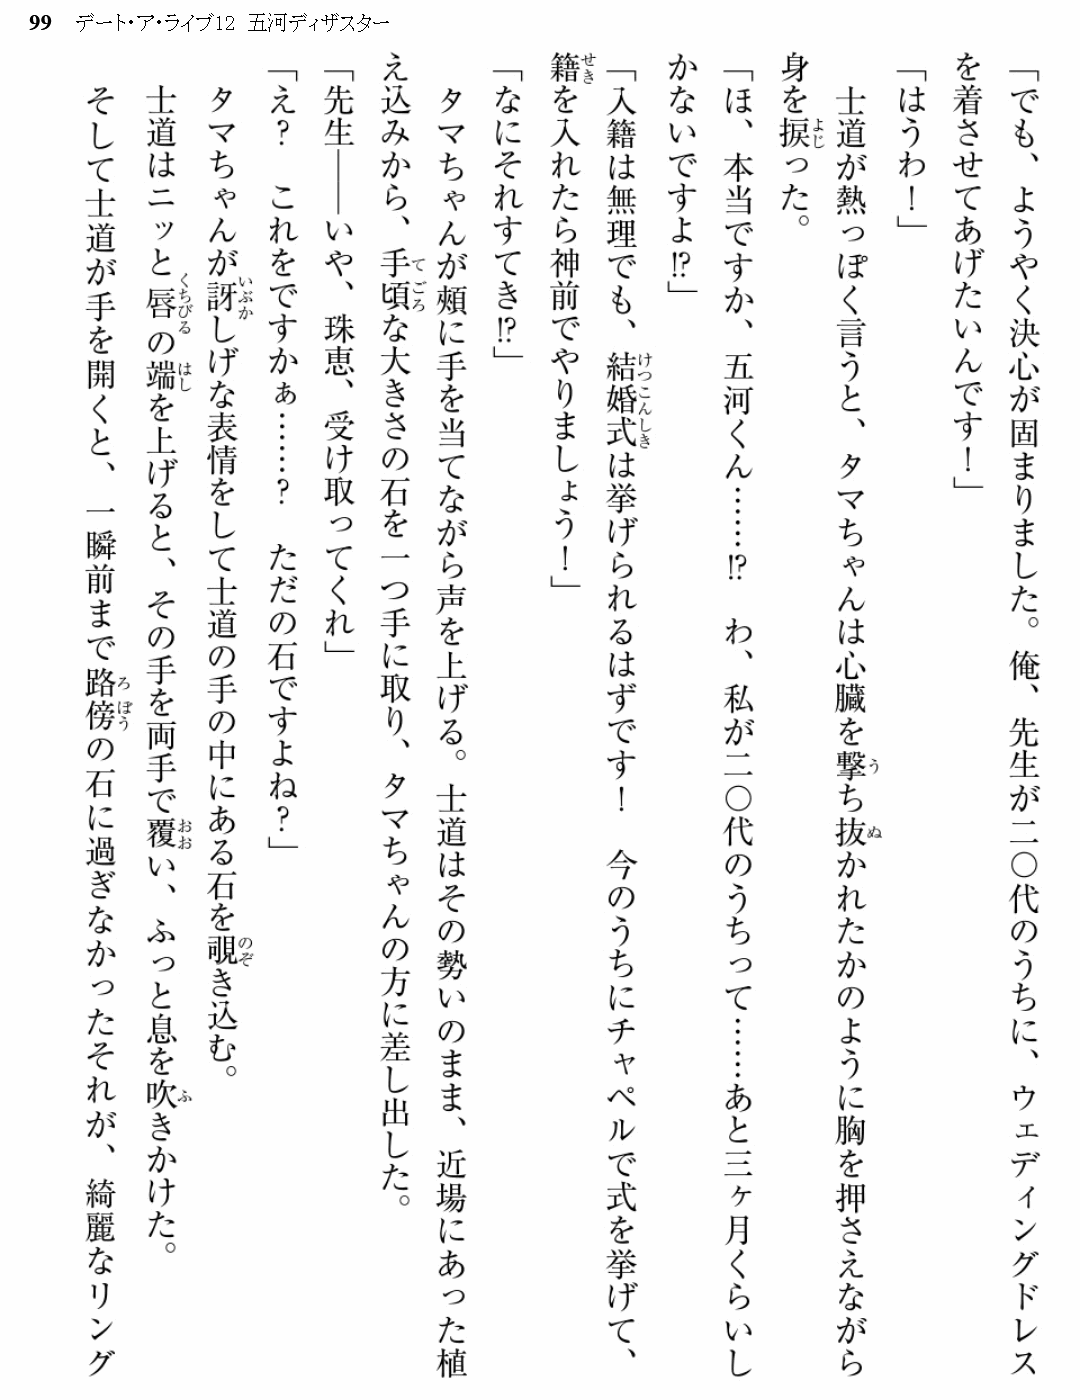 99 デート・ア・ライブ12 五河ディザスター
「でも、ようやく決心が固まりました。俺、先生が二〇代のうちに、ウェディングドレス
を着させてあげたいんです！」
「はうわ！」
士道が熱っぽく言うと、タマちゃんは心臓を撃ち抜かれたかのように胸を押さえながら
身を捩った。
「ほ、本当ですか、五河くん……⁉　わ、私が二〇代のうちって……あと三ヶ月くらいし
かないですよ⁉」
「入籍は無理でも、結婚式は挙げられるはずです！　今のうちにチャペルで式を挙げて、
籍を入れたら神前でやりましょう！」
「なにそれすてき⁉」
タマちゃんが頰に手を当てながら声を上げる。士道はその勢いのまま、近場にあった植
え込みから、手頃な大きさの石を一つ手に取り、タマちゃんの方に差し出した。
「先生――いや、珠恵、受け取ってくれ」
「え？　これをですかぁ……？　ただの石ですよね？」
タマちゃんが訝しげな表情をして士道の手の中にある石を覗き込む。
士道はニッと唇の端を上げると、その手を両手で覆い、ふっと息を吹きかけた。
そして士道が手を開くと、一瞬前まで路傍の石に過ぎなかったそれが、綺麗なリング